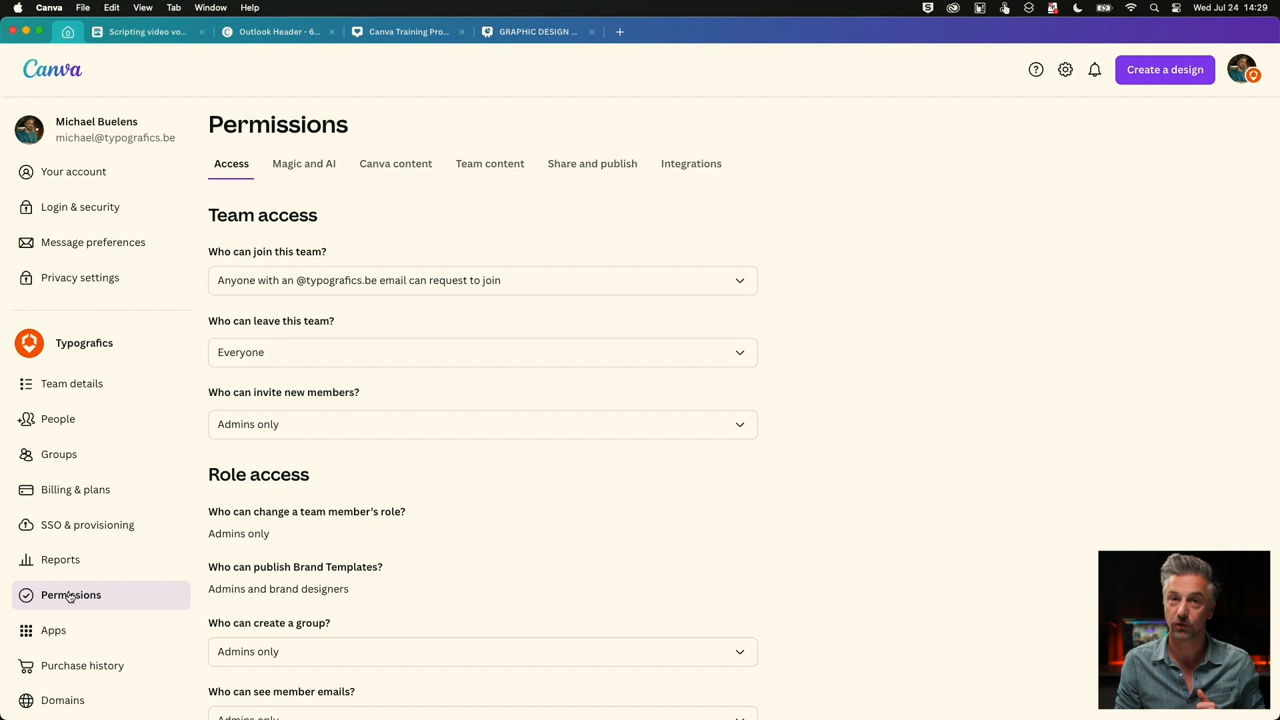 Canva File Edit View Tab Window Help
Wed Jul 24 14:29
Scripting video vo...
Outlook Header - 6...
Canva Training Pro...
GRAPHIC DESIGN ...
Canva
Create a design
Michael Buelens
michael@typografics.be
Your account
Login & security
Message preferences
Privacy settings
Typografics
Team details
People
Groups
Billing & plans
SSO & provisioning
Reports
Permissions
Apps
Purchase history
Domains
Permissions
Access Magic and AI Canva content Team content Share and publish Integrations
Team access
Who can join this team?
Anyone with an @typografics.be email can request to join
Who can leave this team?
Everyone
Who can invite new members?
Admins only
Role access
Who can change a team member's role?
Admins only
Who can publish Brand Templates?
Admins and brand designers
Who can create a group?
Admins only
Who can see member emails?
Admins only